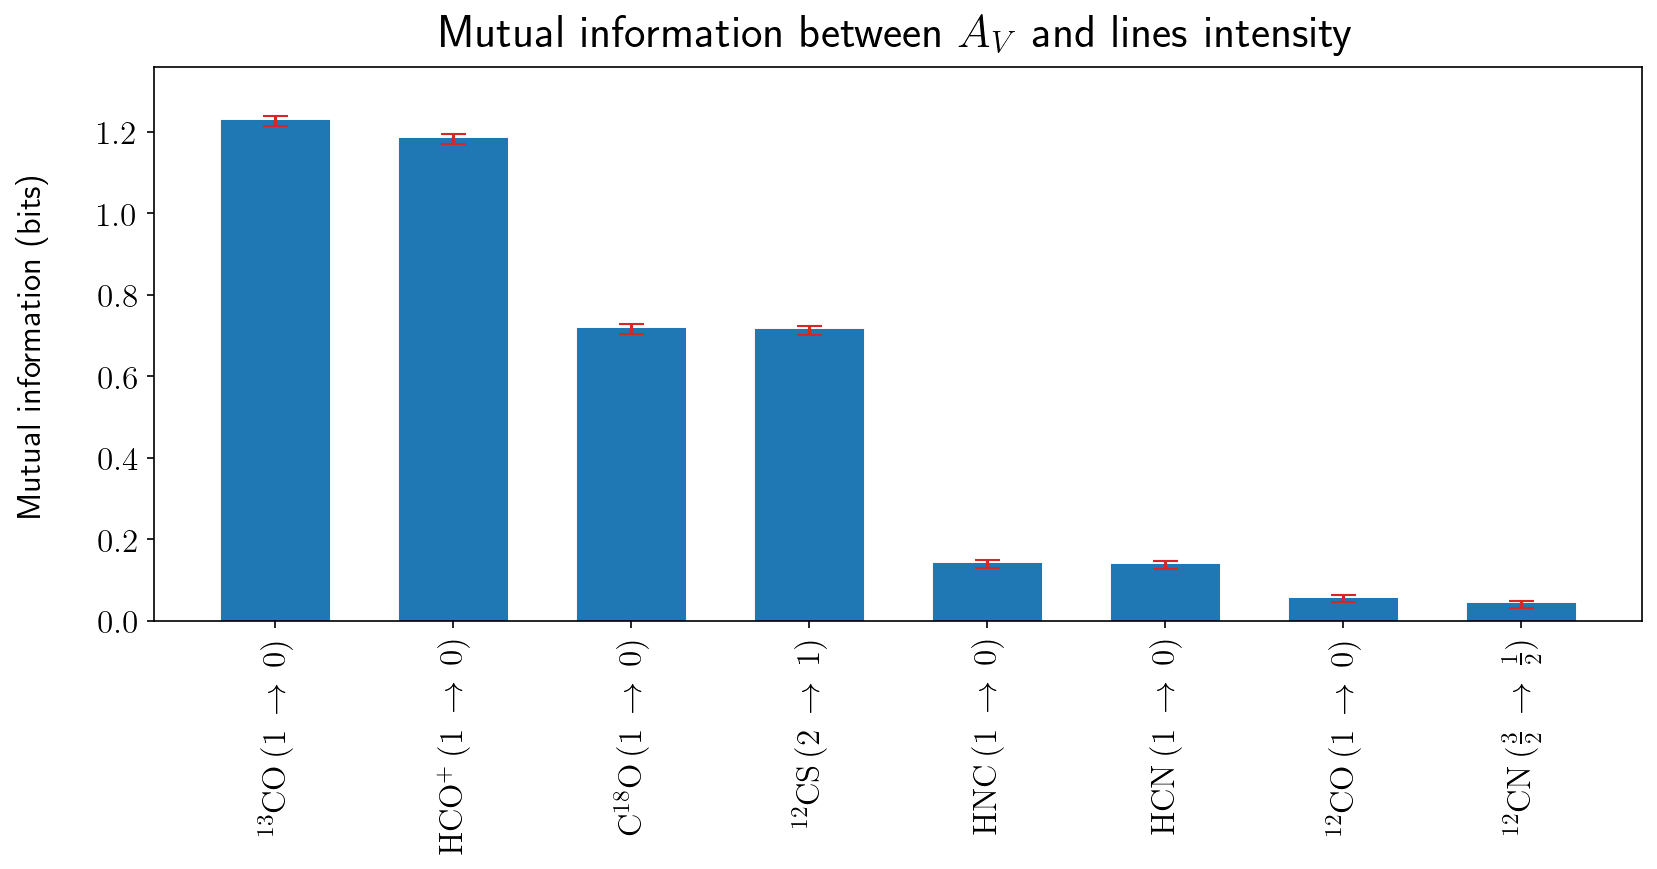 Mutual information between A_V and lines intensity
Mutual information (bits)
1.2
1.0
0.8
0.6
0.4
0.2
0.0
¹³CO (1 → 0)
HCO⁺ (1 → 0)
C¹⁸O (1 → 0)
¹²CS (2 → 1)
HNC (1 → 0)
HCN (1 → 0)
¹²CO (1 → 0)
¹²CN (3/2 → 1/2)